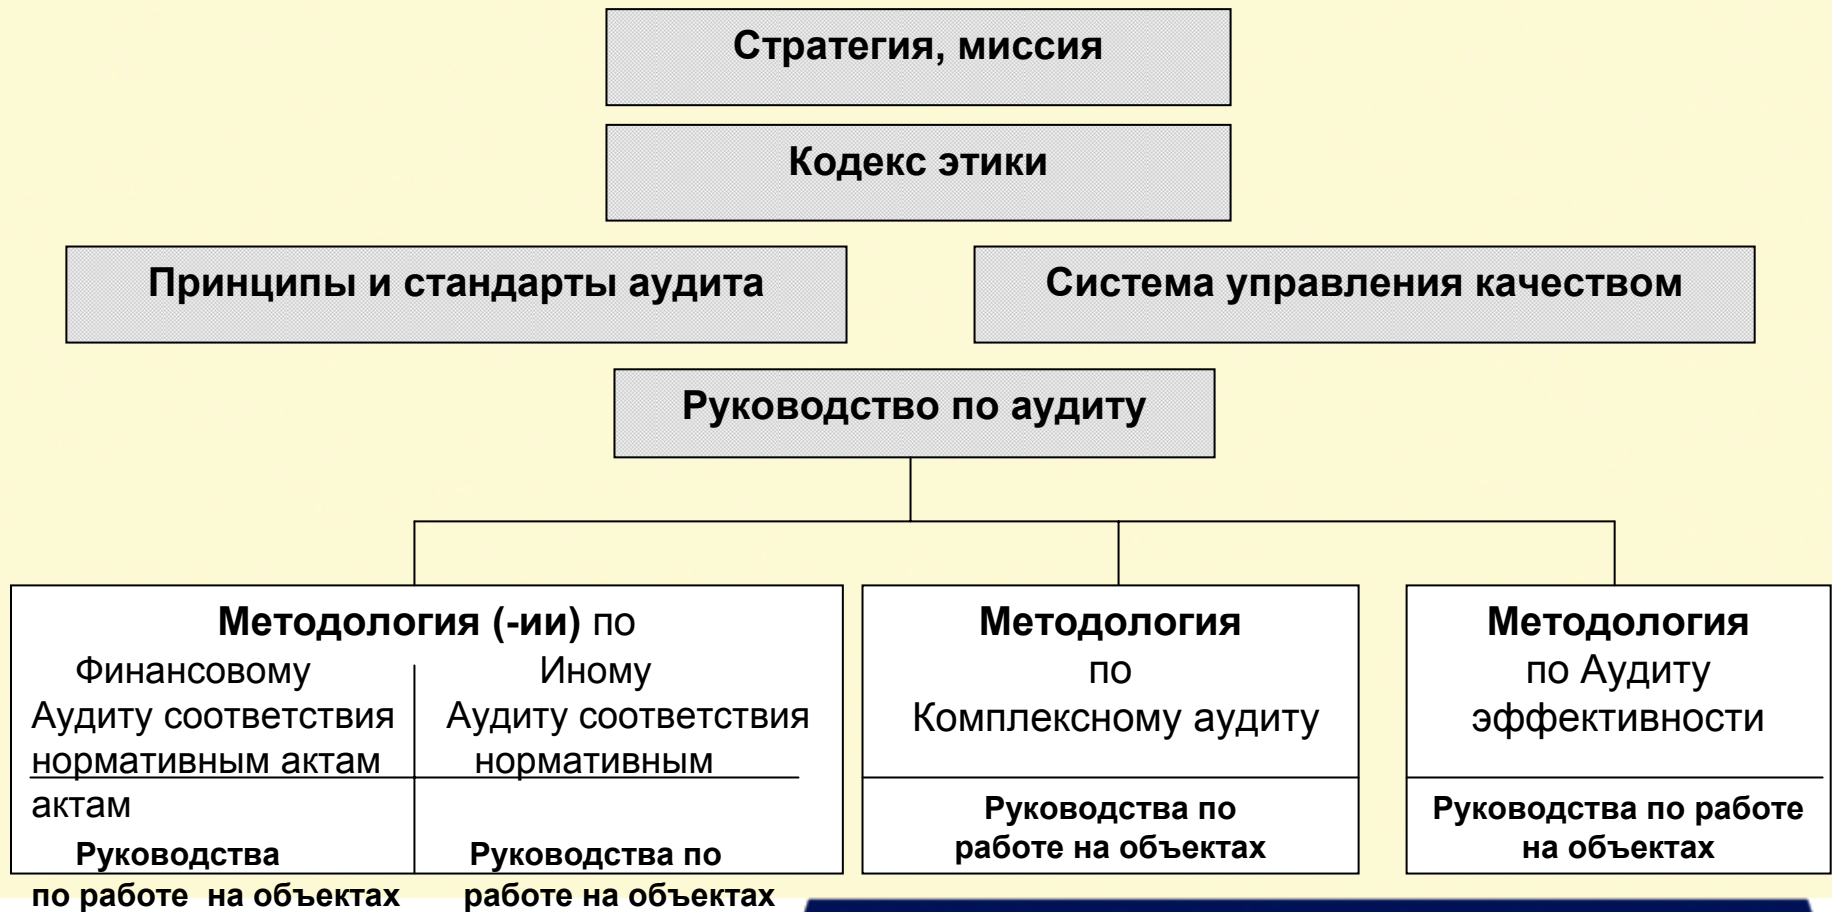 Стратегия, миссия
Кодекс этики
Принципы и стандарты аудита
Система управления качеством
Руководство по аудиту
Методология (-ии) по
Финансовому Иному
Аудиту соответствия Аудиту соответствия
нормативным актам нормативным
актам
Руководства Руководства по
по работе на объектах работе на объектах
Методология
по
Комплексному аудиту
Руководства по
работе на объектах
Методология
по Аудиту
эффективности
Руководства по работе
на объектах